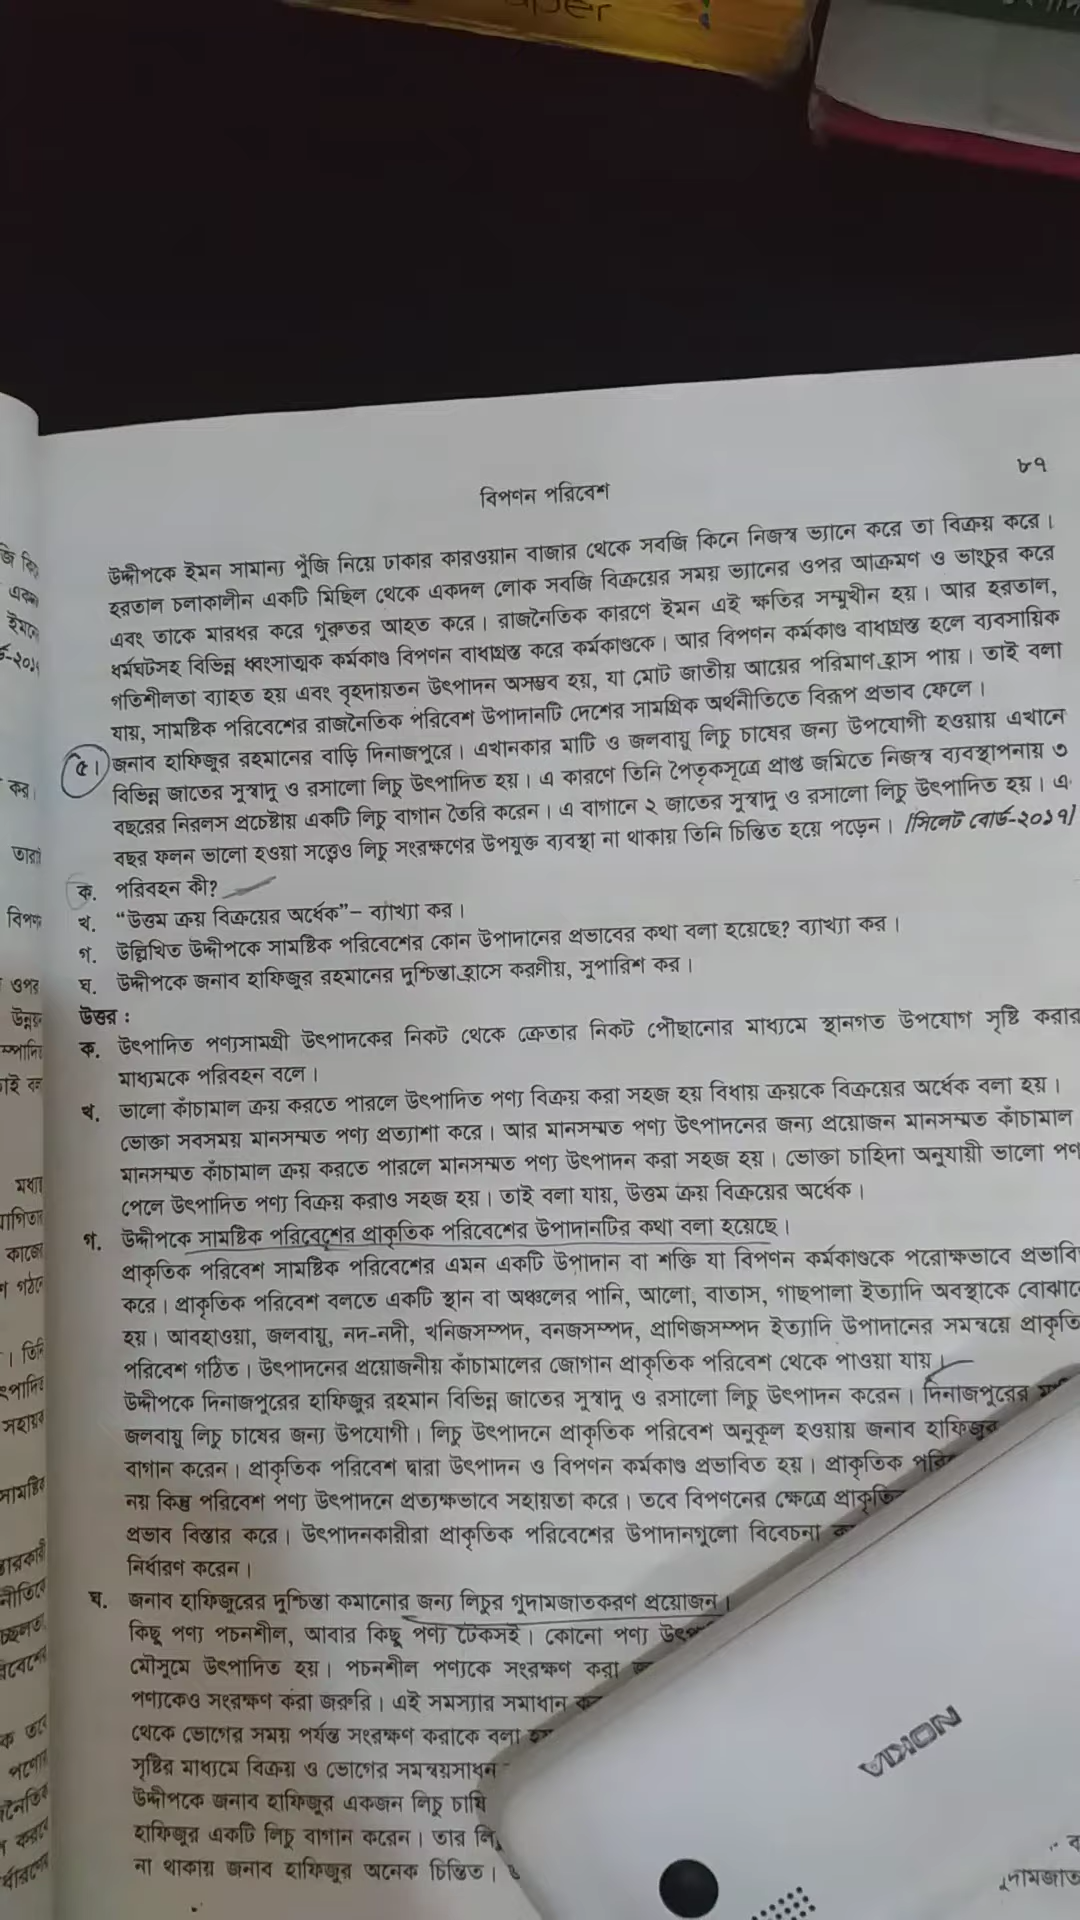 aper
৮৭
বিপণন পরিবেশ
উদ্দীপকে ইমন সামান্য পুঁজি নিয়ে ঢাকার কারওয়ান বাজার থেকে সবজি কিনে নিজস্ব ভ্যানে করে তা বিক্রয় করে।
হরতাল চলাকালীন একটি মিছিল থেকে একদল লোক সবজি বিক্রয়ের সময় ভ্যানের ওপর আক্রমণ ও ভাংচুর করে
এবং তাকে মারধর করে গুরুতর আহত করে। রাজনৈতিক কারণে ইমন এই ক্ষতির সম্মুখীন হয়। আর হরতাল,
ধর্মঘটসহ বিভিন্ন ধ্বংসাত্মক কর্মকাণ্ড বিপণন বাধাগ্রস্ত করে কর্মকাণ্ডকে। আর বিপণন কর্মকাণ্ড বাধাগ্রস্ত হলে ব্যবসায়িক
গতিশীলতা ব্যাহত হয় এবং বৃহদায়তন উৎপাদন অসম্ভব হয়, যা মোট জাতীয় আয়ের পরিমাণ হ্রাস পায়। তাই বলা
যায়, সামষ্টিক পরিবেশের রাজনৈতিক পরিবেশ উপাদানটি দেশের সামগ্রিক অর্থনীতিতে বিরূপ প্রভাব ফেলে।
৫। জনাব হাফিজুর রহমানের বাড়ি দিনাজপুরে। এখানকার মাটি ও জলবায়ু লিচু চাষের জন্য উপযোগী হওয়ায় এখানে
বিভিন্ন জাতের সুস্বাদু ও রসালো লিচু উৎপাদিত হয়। এ কারণে তিনি পৈতৃকসূত্রে প্রাপ্ত জমিতে নিজস্ব ব্যবস্থাপনায় ৩
বছরের নিরলস প্রচেষ্টায় একটি লিচু বাগান তৈরি করেন। এ বাগানে ২ জাতের সুস্বাদু ও রসালো লিচু উৎপাদিত হয়। এ
বছর ফলন ভালো হওয়া সত্ত্বেও লিচু সংরক্ষণের উপযুক্ত ব্যবস্থা না থাকায় তিনি চিন্তিত হয়ে পড়েন। [সিলেট বোর্ড-২০১৭]
ক. পরিবহন কী?
খ. “উত্তম ক্রয় বিক্রয়ের অর্ধেক”– ব্যাখ্যা কর।
গ. উল্লিখিত উদ্দীপকে সামষ্টিক পরিবেশের কোন উপাদানের প্রভাবের কথা বলা হয়েছে? ব্যাখ্যা কর।
ঘ. উদ্দীপকে জনাব হাফিজুর রহমানের দুশ্চিন্তা হ্রাসে করণীয়, সুপারিশ কর।
উত্তর :
ক. উৎপাদিত পণ্যসামগ্রী উৎপাদকের নিকট থেকে ক্রেতার নিকট পৌছানোর মাধ্যমে স্থানগত উপযোগ সৃষ্টি করার
মাধ্যমকে পরিবহন বলে।
খ. ভালো কাঁচামাল ক্রয় করতে পারলে উৎপাদিত পণ্য বিক্রয় করা সহজ হয় বিধায় ক্রয়কে বিক্রয়ের অর্ধেক বলা হয়।
ভোক্তা সবসময় মানসম্মত পণ্য প্রত্যাশা করে। আর মানসম্মত পণ্য উৎপাদনের জন্য প্রয়োজন মানসম্মত কাঁচামাল
মানসম্মত কাঁচামাল ক্রয় করতে পারলে মানসম্মত পণ্য উৎপাদন করা সহজ হয়। ভোক্তা চাহিদা অনুযায়ী ভালো
পেলে উৎপাদিত পণ্য বিক্রয় করাও সহজ হয়। তাই বলা যায়, উত্তম ক্রয় বিক্রয়ের অর্ধেক।
গ. উদ্দীপকে সামষ্টিক পরিবেশের প্রাকৃতিক পরিবেশের উপাদানটির কথা বলা হয়েছে।
প্রাকৃতিক পরিবেশ সামষ্টিক পরিবেশের এমন একটি উপাদান বা শক্তি যা বিপণন কর্মকাণ্ডকে পরোক্ষভাবে প্রভাবি
করে। প্রাকৃতিক পরিবেশ বলতে একটি স্থান বা অঞ্চলের পানি, আলো, বাতাস, গাছপালা ইত্যাদি অবস্থাকে বোঝানে
হয়। আবহাওয়া, জলবায়ু, নদ-নদী, খনিজসম্পদ, বনজসম্পদ, প্রাণিজসম্পদ ইত্যাদি উপাদানের সমন্বয়ে প্রাকৃতি
পরিবেশ গঠিত। উৎপাদনের প্রয়োজনীয় কাঁচামালের জোগান প্রাকৃতিক পরিবেশ থেকে পাওয়া যায়।
উদ্দীপকে দিনাজপুরের হাফিজুর রহমান বিভিন্ন জাতের সুস্বাদু ও রসালো লিচু উৎপাদন করেন। দিনাজপুরের
জলবায়ু লিচু চাষের জন্য উপযোগী। লিচু উৎপাদনে প্রাকৃতিক পরিবেশ অনুকূল হওয়ায় জনাব হাফিজুর
বাগান করেন। প্রাকৃতিক পরিবেশ দ্বারা উৎপাদন ও বিপণন কর্মকাণ্ড প্রভাবিত হয়। প্রাকৃতিক
নয় কিন্তু পরিবেশ পণ্য উৎপাদনে প্রত্যক্ষভাবে সহায়তা করে। তবে বিপণনের ক্ষেত্রে প্রাকৃতি
প্রভাব বিস্তার করে। উৎপাদনকারীরা প্রাকৃতিক পরিবেশের উপাদানগুলো বিবেচনা
নির্ধারণ করেন।
ঘ. জনাব হাফিজুরের দুশ্চিন্তা কমানোর জন্য লিচুর গুদামজাতকরণ প্রয়োজন।
কিছু পণ্য পচনশীল, আবার কিছু পণ্য টেকসই। কোনো পণ্য
মৌসুমে উৎপাদিত হয়। পচনশীল পণ্যকে সংরক্ষণ করা
পণ্যকেও সংরক্ষণ করা জরুরি। এই সমস্যার সমাধান
থেকে ভোগের সময় পর্যন্ত সংরক্ষণ করাকে বলা
সৃষ্টির মাধ্যমে বিক্রয় ও ভোগের সমন্বয়সাধন
উদ্দীপকে জনাব হাফিজুর একজন লিচু চাষি
হাফিজুর একটি লিচু বাগান করেন। তার
না থাকায় জনাব হাফিজুর অনেক চিন্তিত।
NOKIA